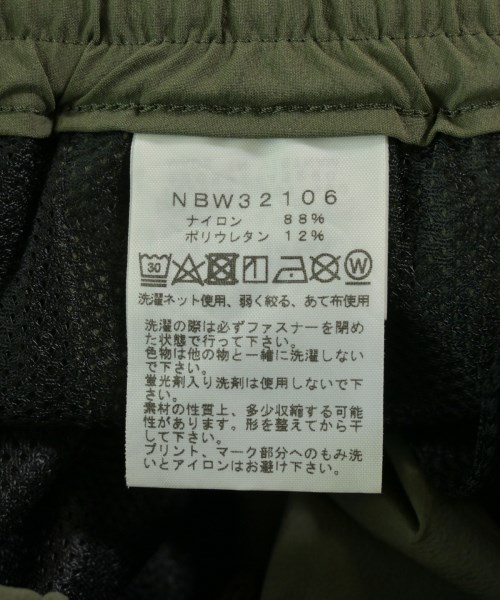 NBW32106
ナイロン 88%
ポリウレタン 12%
30 W
洗濯ネット使用、弱く絞る、あて布使用
洗濯の際は必ずファスナーを閉め
た状態で行って下さい。
色物は他の物と一緒に洗濯しない
で下さい。
蛍光剤入り洗剤は使用しないで下
さい。
素材の性質上、多少収縮する可能
性があります。形を整えてから干
して下さい。
プリント、マーク部分へのもみ洗
いとアイロンはお避け下さい。